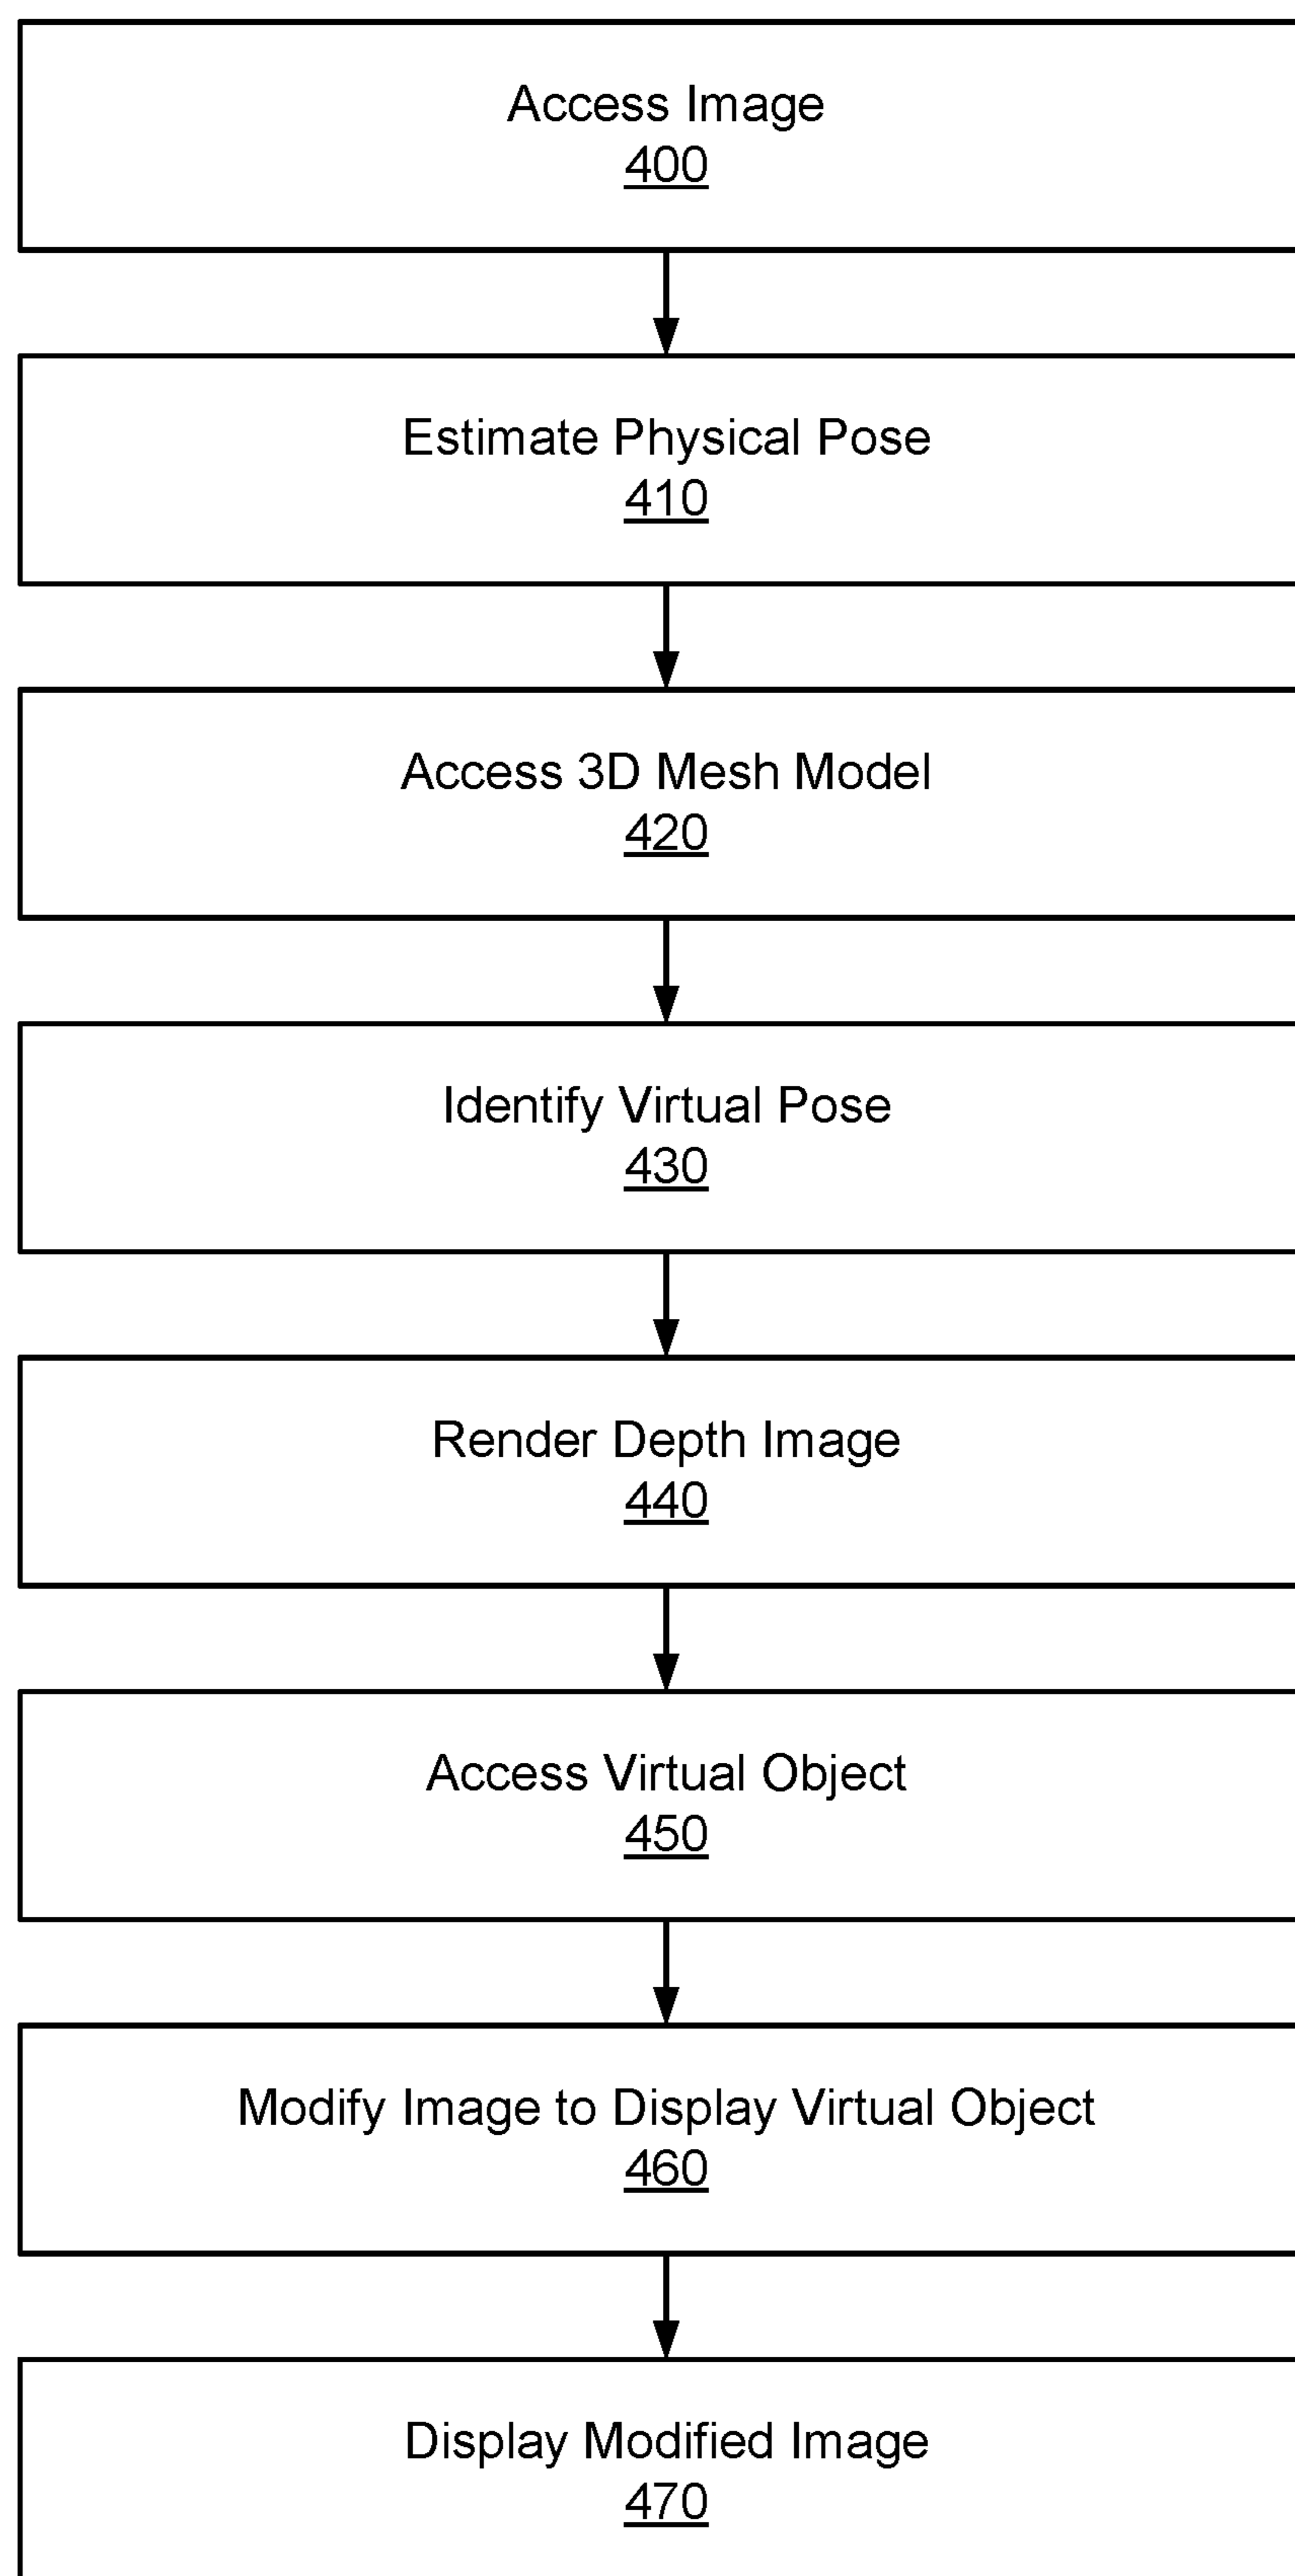 Access Image
400
Estimate Physical Pose
410
Access 3D Mesh Model
420
Identify Virtual Pose
430
Render Depth Image
440
Access Virtual Object
450
Modify Image to Display Virtual Object
460
Display Modified Image
470